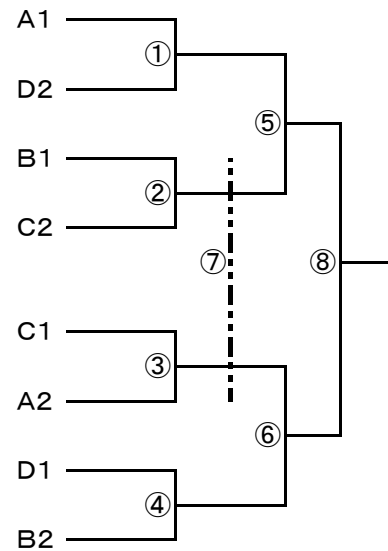 A1
①
D2
⑤
B1
②
C2
⑦
⑧
C1
③
A2
⑥
D1
④
B2